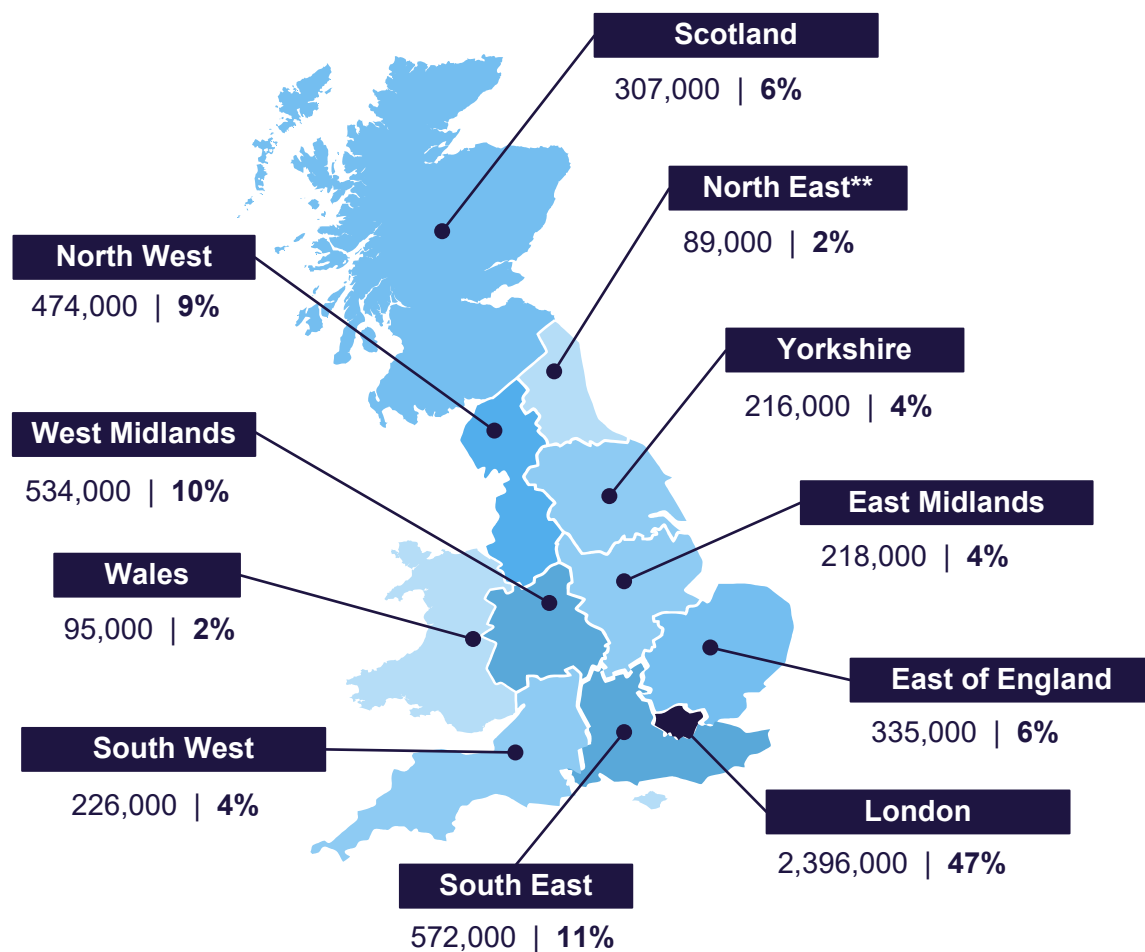 Scotland
307,000 | 6%
North East**
89,000 | 2%
North West
474,000 | 9%
Yorkshire
216,000 | 4%
West Midlands
534,000 | 10%
East Midlands
218,000 | 4%
Wales
95,000 | 2%
East of England
335,000 | 6%
South West
226,000 | 4%
London
2,396,000 | 47%
South East
572,000 | 11%